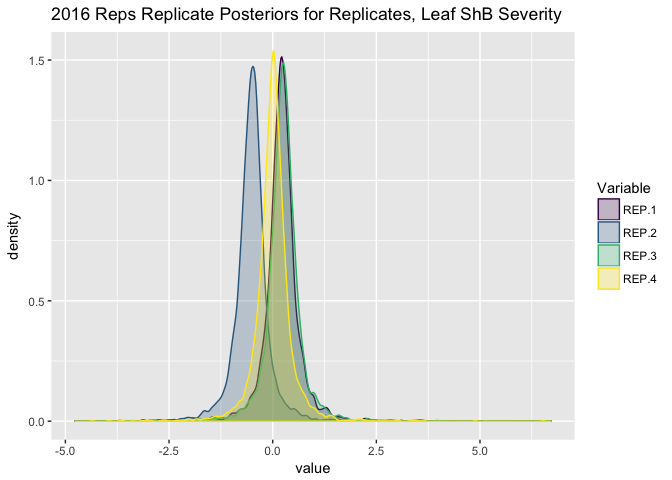 2016 Reps Replicate Posteriors for Replicates, Leaf ShB Severity
1.5
1.0
0.5
0.0
density
-5.0
-2.5
0.0
2.5
5.0
value
Variable
REP.1
REP.2
REP.3
REP.4